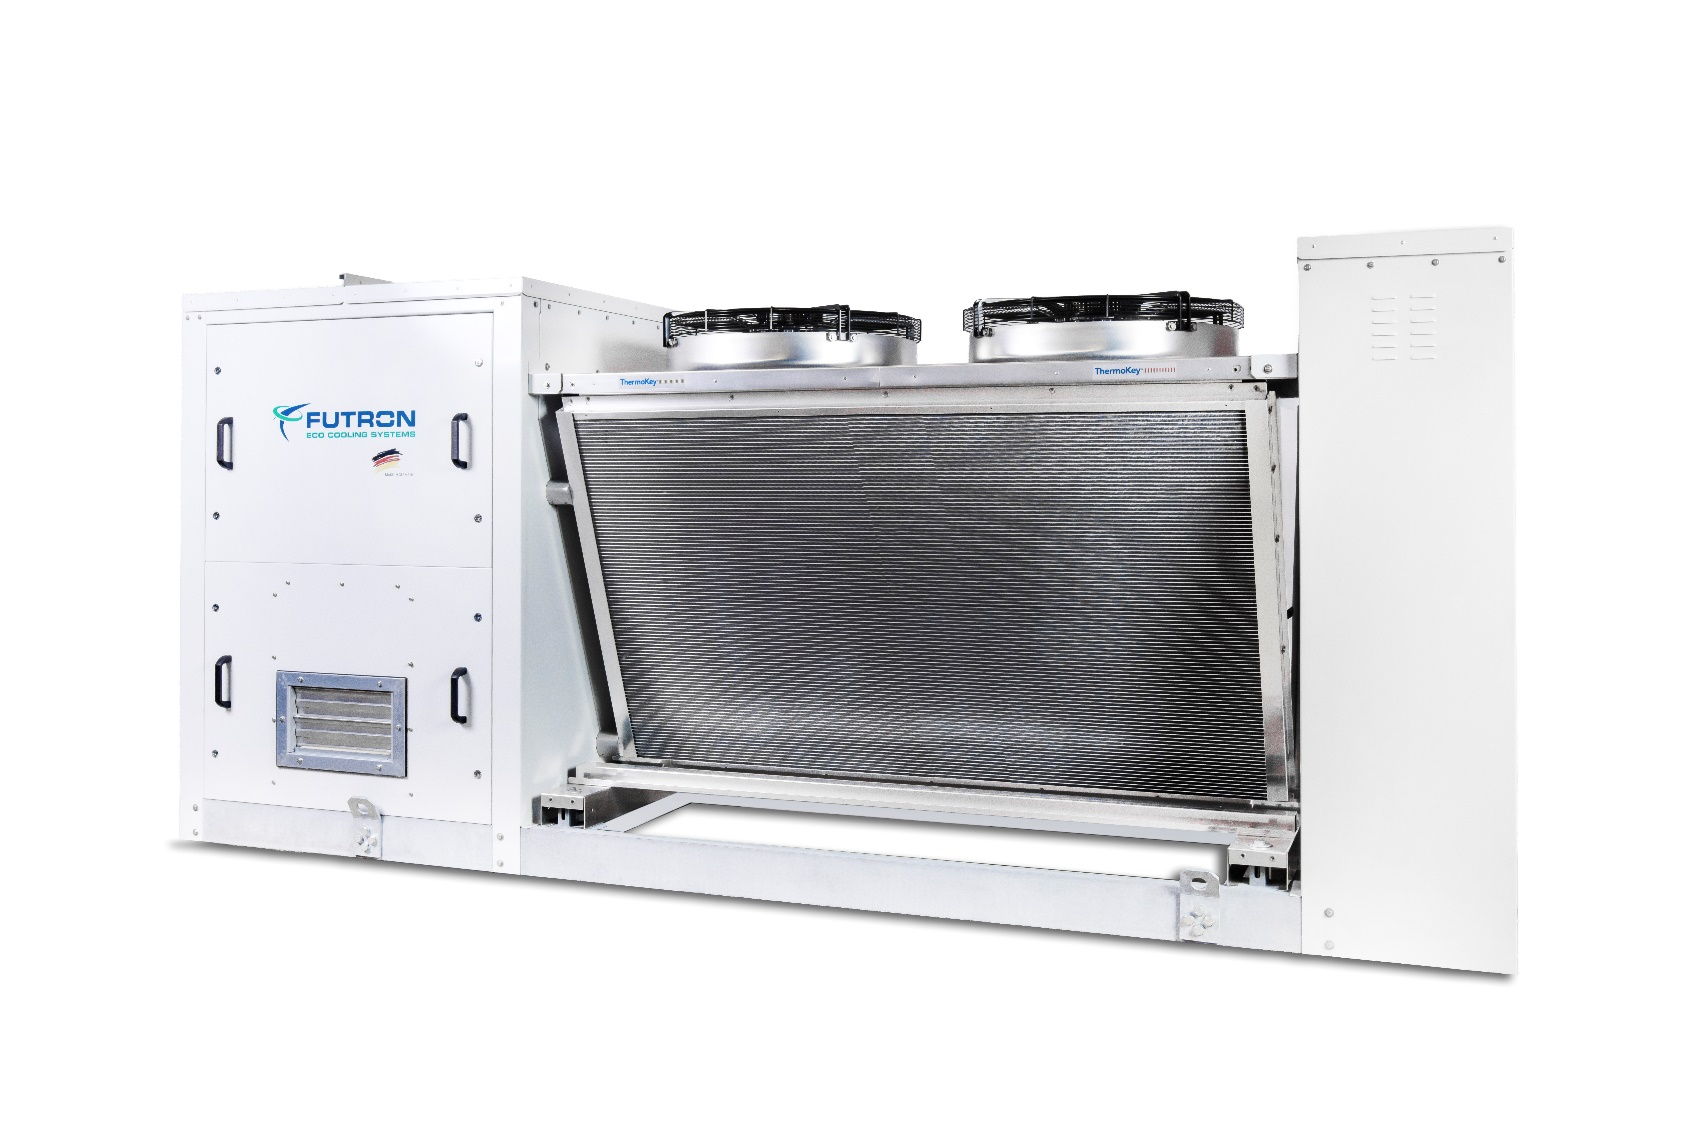 FUTRON
ECO COOLING SYSTEMS
ThermoKey
ThermoKey